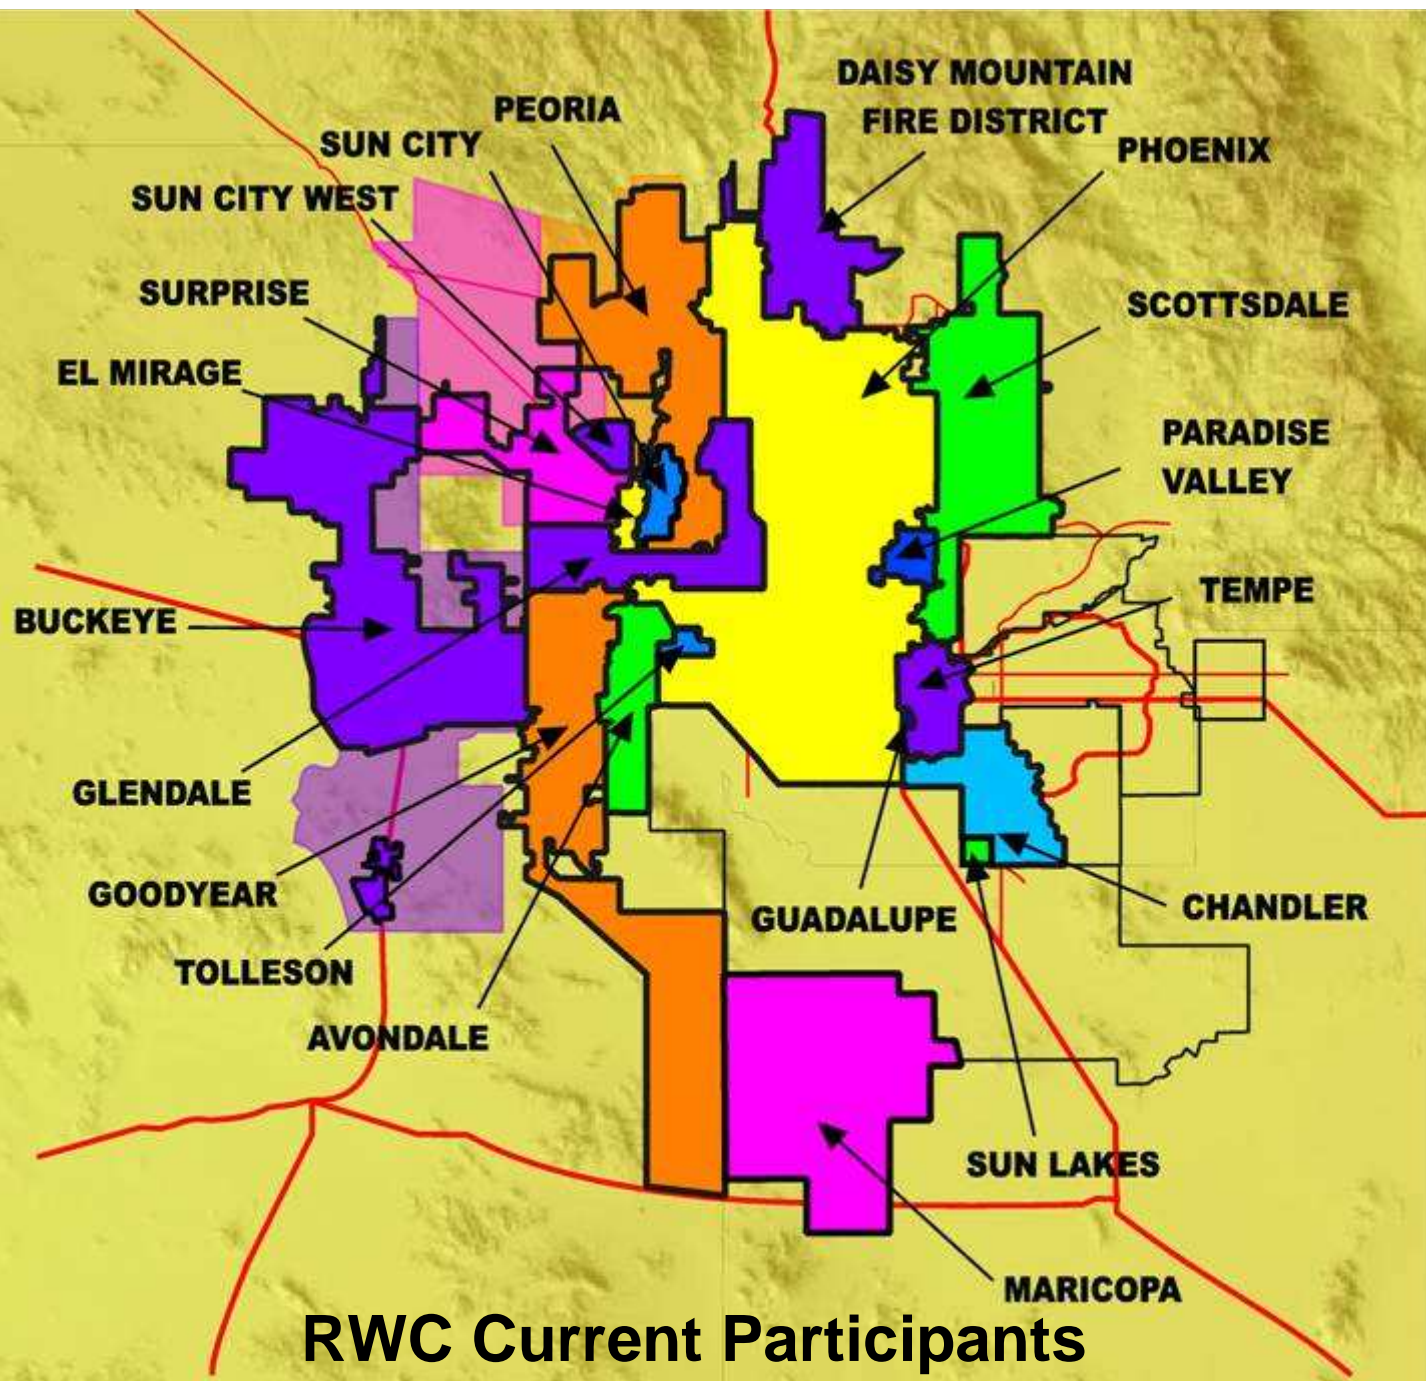 DAISY MOUNTAIN
FIRE DISTRICT
PEORIA
SUN CITY
PHOENIX
SUN CITY WEST
SURPRISE
SCOTTSDALE
EL MIRAGE
PARADISE
VALLEY
TEMPE
BUCKEYE
GLENDALE
GOODYEAR
GUADALUPE
CHANDLER
TOLLESON
AVONDALE
SUN LAKES
MARICOPA
RWC Current Participants